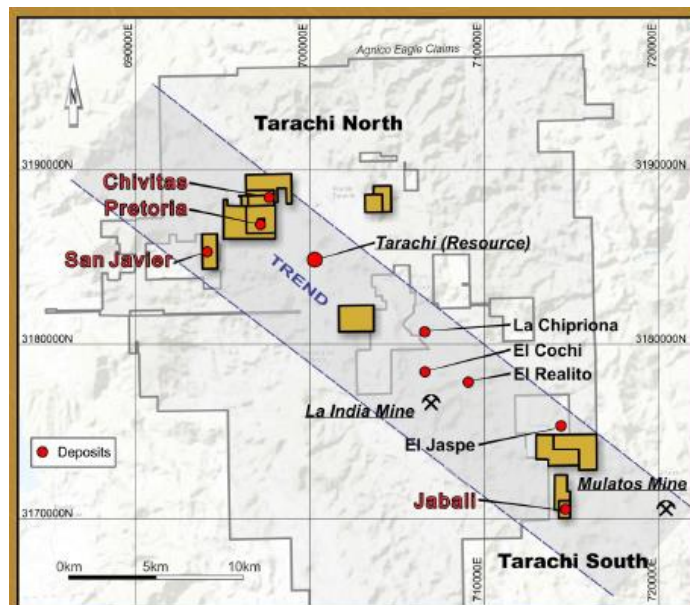 690000E
700000E
710000E
720000E
Agnico Eagle Claims
N
Tarachi North
3190000N
3190000N
Chivitas
Pretoria
San Javier
Tarachi (Resource)
TREND
La Chipriona
3180000N
3180000N
El Cochi
El Realito
La India Mine
El Jaspe
Deposits
Mulatos Mine
Jabali
3170000N
3170000N
Tarachi South
0km
5km
10km
700000E
710000E
720000E